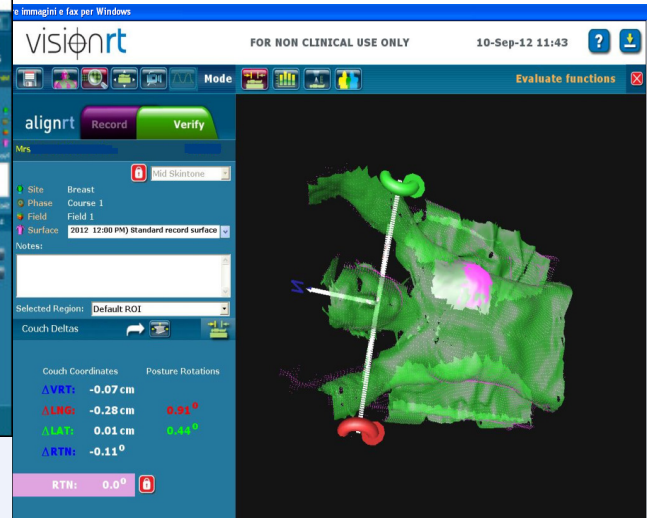 re immagini e fax per Windows
visionrt
FOR NON CLINICAL USE ONLY
10-Sep-12 11:43
?
Mode
Evaluate functions
alignrt
Record
Verify
Mrs
Mid Skintone
Site Breast
Phase Course 1
Field Field 1
Surface 2012 12:00 PM) Standard record surface
Notes:
Selected Region: Default ROI
Couch Deltas
Couch Coordinates Posture Rotations
ΔVRT: -0.07 cm
ΔLNG: -0.28 cm 0.91°
ΔLAT: 0.01 cm 0.44°
ΔRTN: -0.11°
RTN: 0.0°